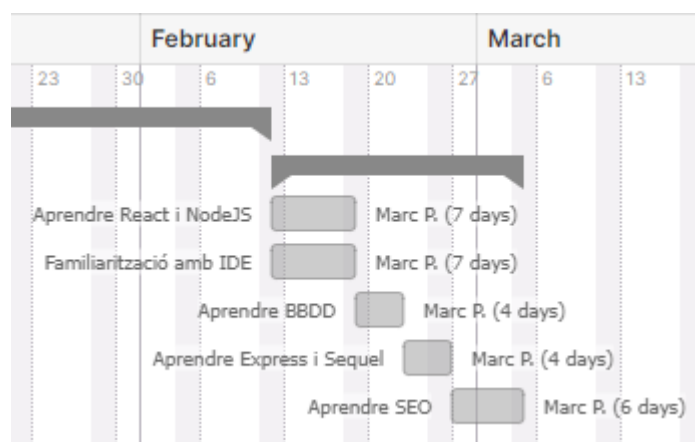 February March
23 30 6 13 20 27 6 13
Aprendre React i NodeJS Marc P. (7 days)
Familiarització amb IDE Marc P. (7 days)
Aprendre BBDD Marc P. (4 days)
Aprendre Express i Sequel Marc P. (4 days)
Aprendre SEO Marc P. (6 days)